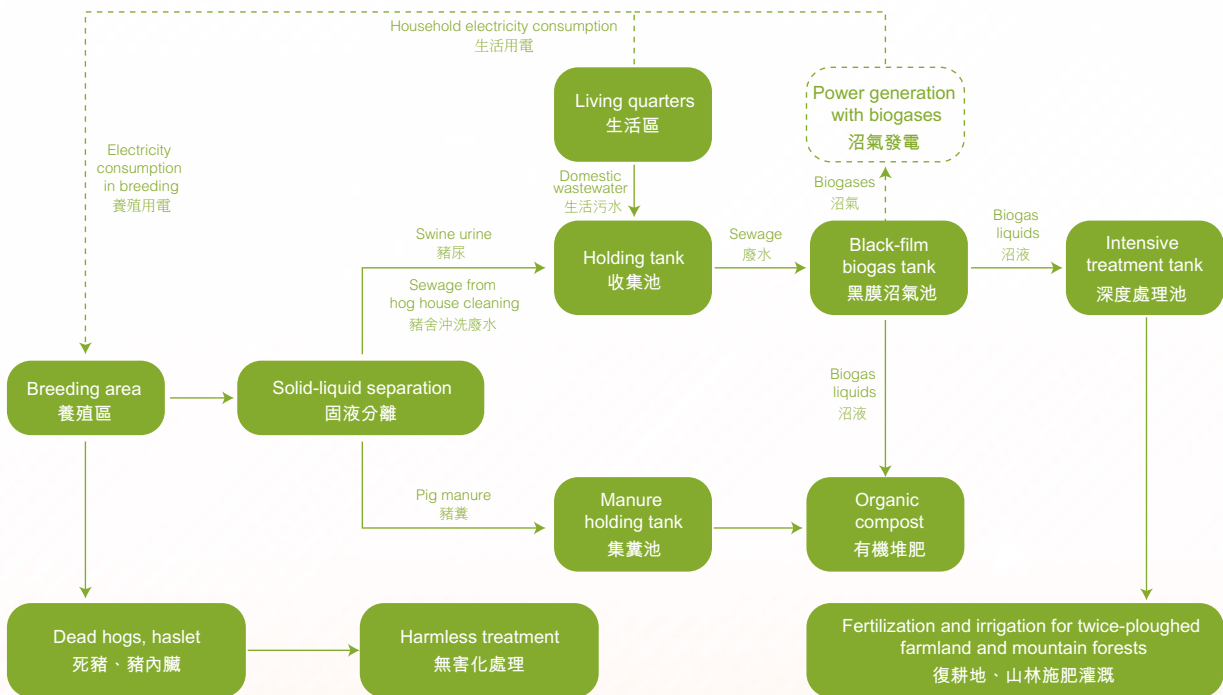 Household electricity consumption
生活用電
Living quarters
生活區
Power generation
with biogases
沼氣發電
Electricity
consumption
in breeding
養殖用電
Domestic
wastewater
生活污水
Biogases
沼氣
Swine urine
豬尿
Sewage from
hog house cleaning
豬舍沖洗廢水
Holding tank
收集池
Sewage
廢水
Black-film
biogas tank
黑膜沼氣池
Biogas
liquids
沼液
Intensive
treatment tank
深度處理池
Breeding area
養殖區
Solid-liquid separation
固液分離
Biogas
liquids
沼液
Pig manure
豬糞
Manure
holding tank
集糞池
Organic
compost
有機堆肥
Dead hogs, haslet
死豬、豬內臟
Harmless treatment
無害化處理
Fertilization and irrigation for twice-ploughed
farmland and mountain forests
復耕地、山林施肥灌溉